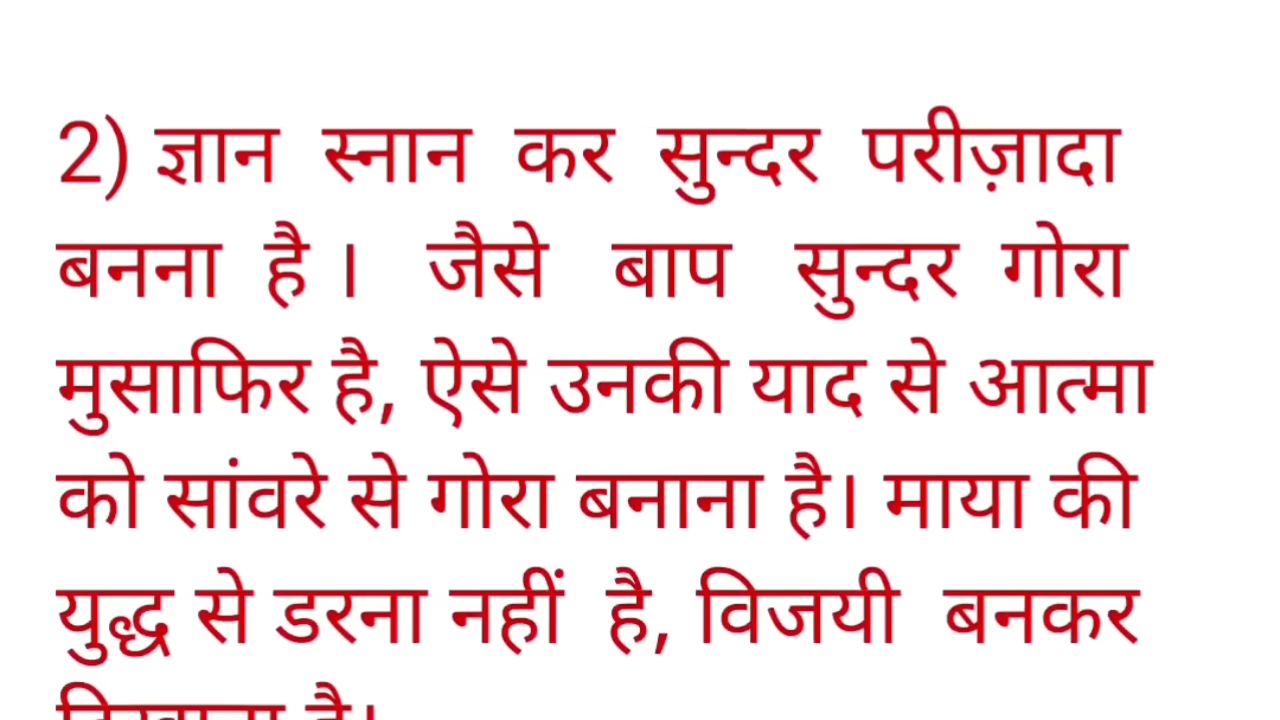 2) ज्ञान स्नान कर सुन्दर परीज़ादा
बनना है । जैसे बाप सुन्दर गोरा
मुसाफिर है, ऐसे उनकी याद से आत्मा
को सांवरे से गोरा बनाना है। माया की
युद्ध से डरना नहीं है, विजयी बनकर
दिखाना है।